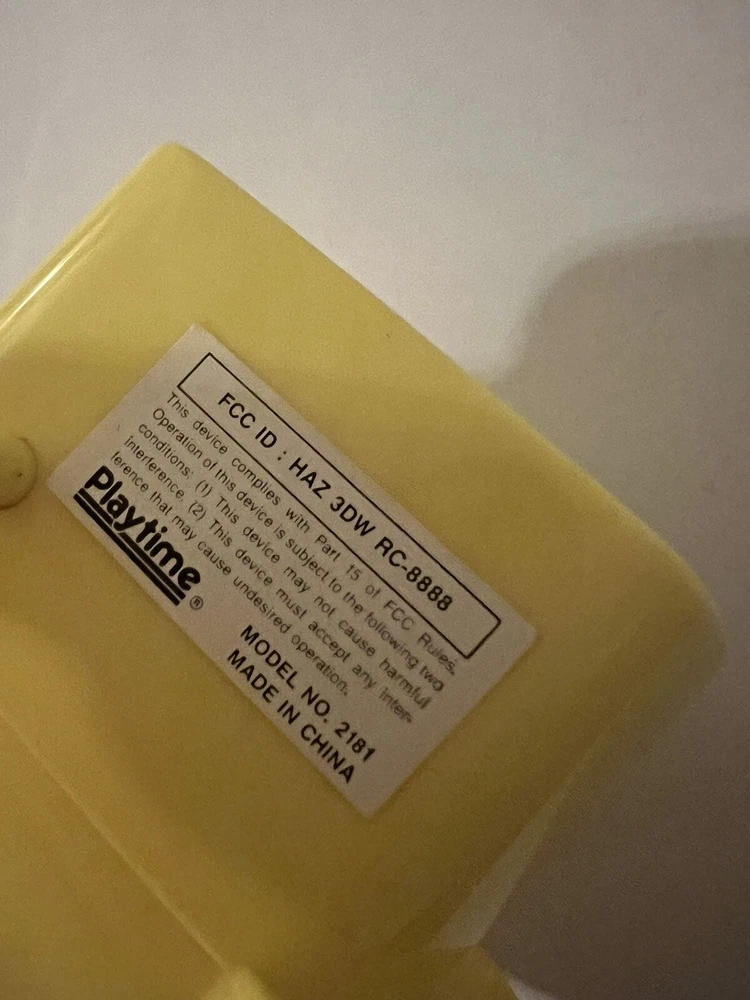 FCC ID : HAZ 3DW RC-8888
This device complies with Part 15 of FCC Rules.
Operation of this device is subject to the following two
conditions: (1) This device may not cause harmful
interference, (2) This device must accept any inter-
ference that may cause undesired operation.
Playtime®
MODEL NO. 2181
MADE IN CHINA